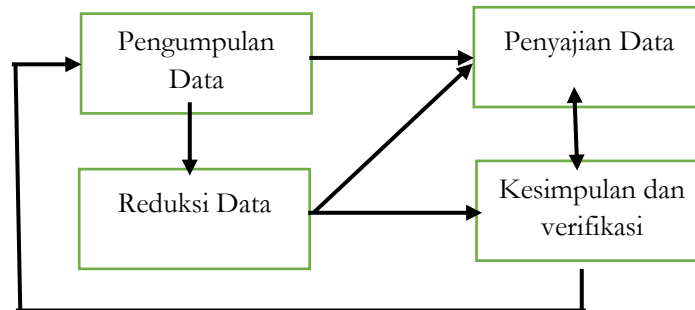 Pengumpulan
Data
Penyajian Data
Reduksi Data
Kesimpulan dan
verifikasi